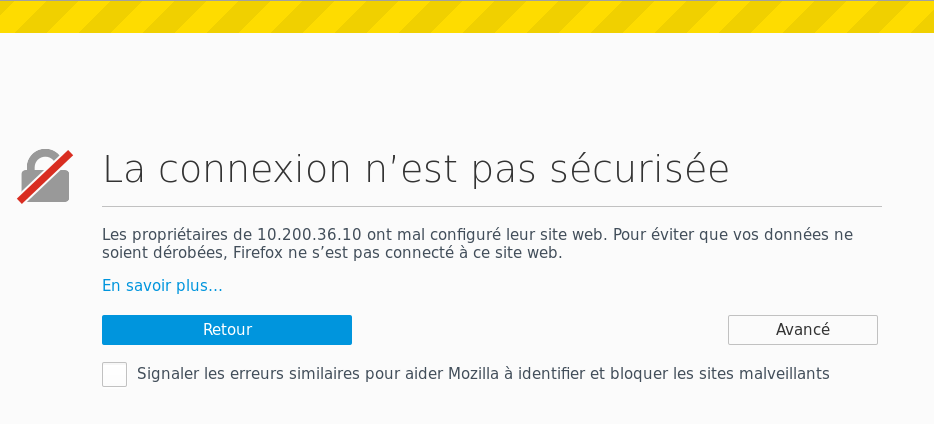 La connexion n’est pas sécurisée
Les propriétaires de 10.200.36.10 ont mal configuré leur site web. Pour éviter que vos données ne
soient dérobées, Firefox ne s’est pas connecté à ce site web.
En savoir plus…
Retour
Avancé
Signaler les erreurs similaires pour aider Mozilla à identifier et bloquer les sites malveillants